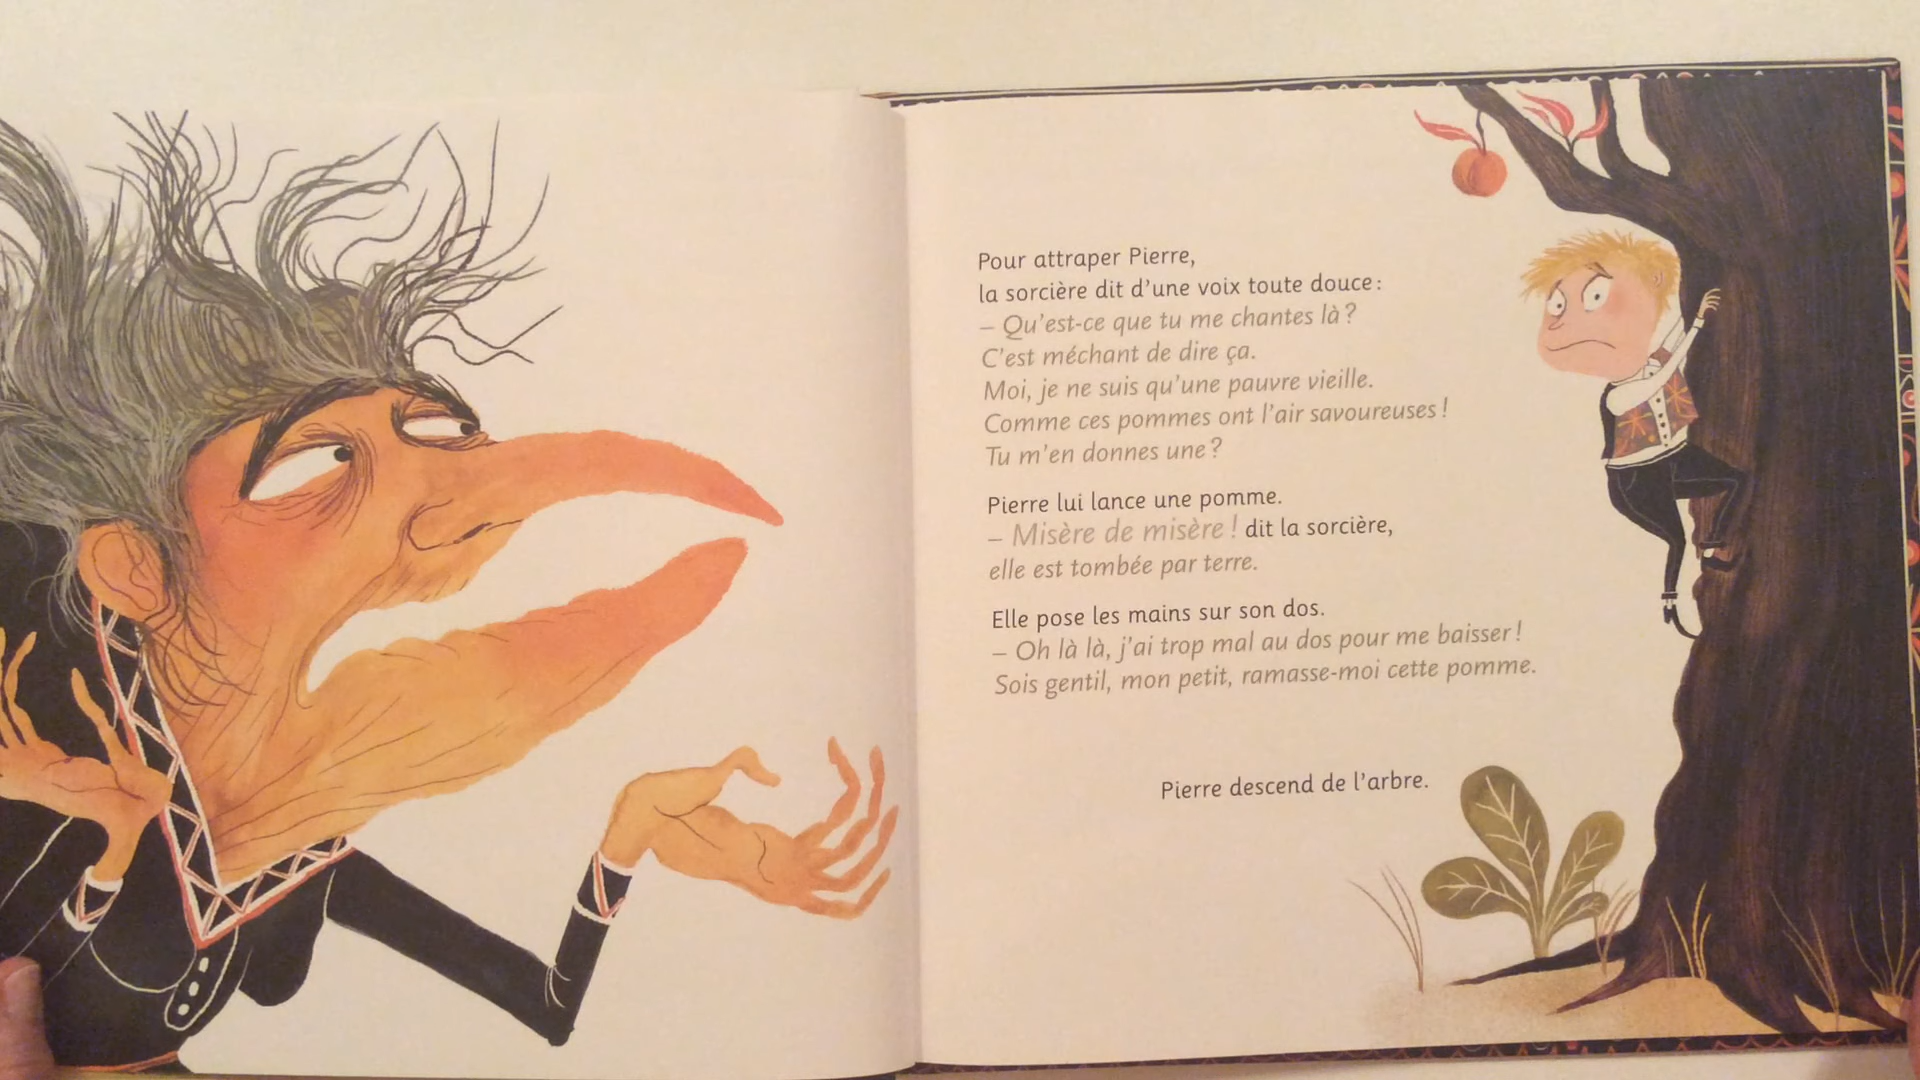 Pour attraper Pierre,
la sorcière dit d'une voix toute douce :
– Qu'est-ce que tu me chantes là ?
C'est méchant de dire ça.
Moi, je ne suis qu'une pauvre vieille.
Comme ces pommes ont l'air savoureuses !
Tu m'en donnes une ?
Pierre lui lance une pomme.
– Misère de misère ! dit la sorcière,
elle est tombée par terre.
Elle pose les mains sur son dos.
– Oh là là, j'ai trop mal au dos pour me baisser !
Sois gentil, mon petit, ramasse-moi cette pomme.
Pierre descend de l'arbre.